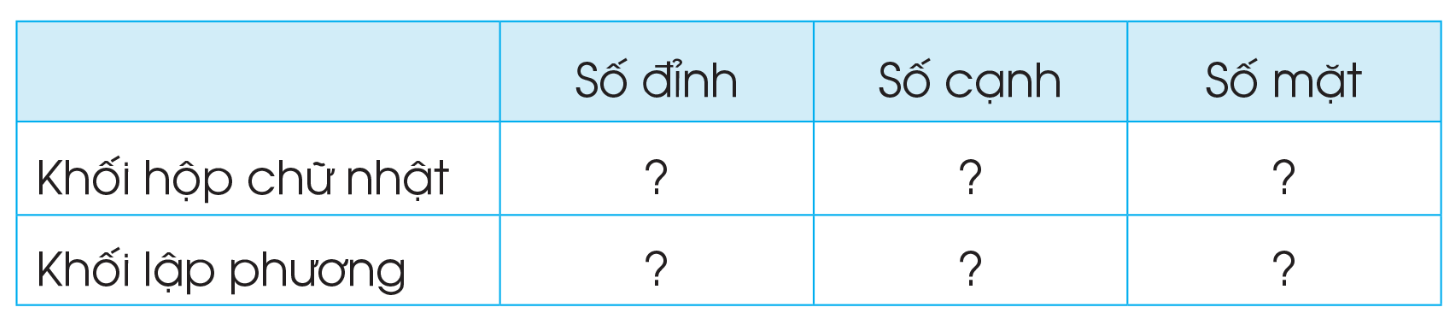 Số đỉnh Số cạnh Số mặt
Khối hộp chữ nhật ? ? ?
Khối lập phương ? ? ?